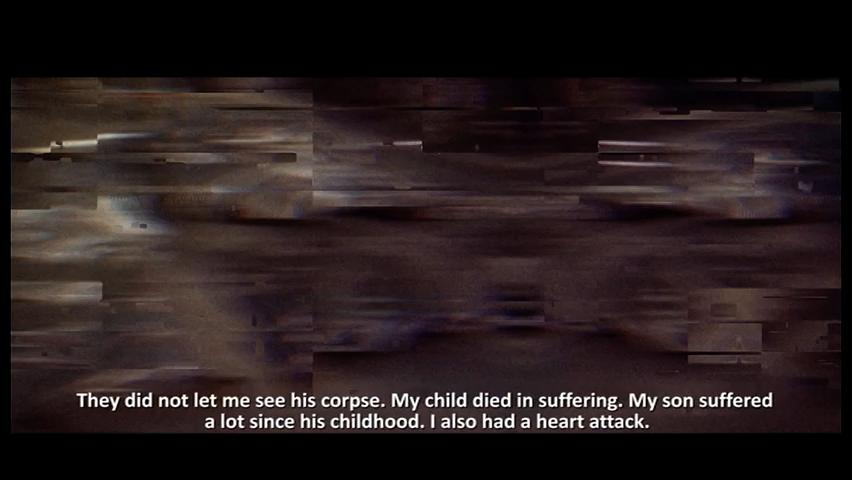 They did not let me see his corpse. My child died in suffering. My son suffered
a lot since his childhood. I also had a heart attack.